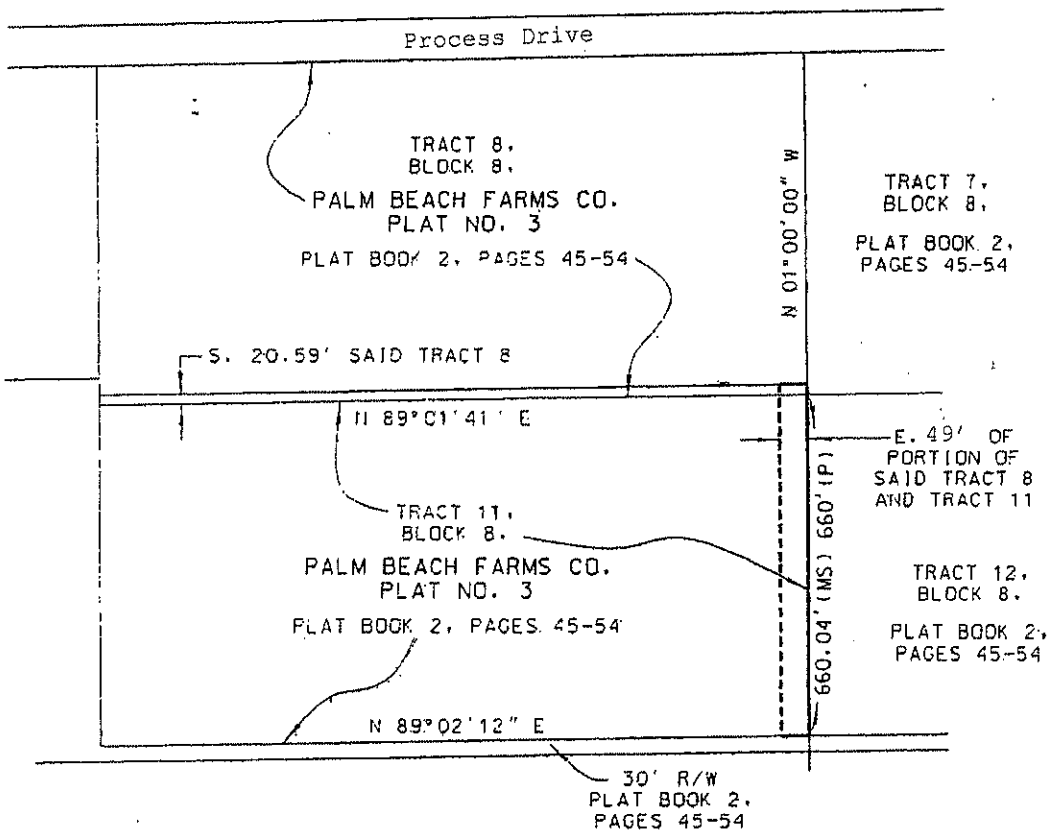 Process Drive
TRACT 8,
BLOCK 8,
PALM BEACH FARMS CO.
PLAT NO. 3
PLAT BOOK 2, PAGES 45-54
N 01°00'00" W
TRACT 7,
BLOCK 8,
PLAT BOOK 2,
PAGES 45-54
S. 20.59' SAID TRACT 8
N 89°01'41" E
E. 49' OF
PORTION OF
SAID TRACT 8
AND TRACT 11
TRACT 11,
BLOCK 8,
PALM BEACH FARMS CO.
PLAT NO. 3
PLAT BOOK 2, PAGES 45-54
660.04' (MS) 660' (P)
TRACT 12,
BLOCK 8,
PLAT BOOK 2,
PAGES 45-54
N 89°02'12" E
30' R/W
PLAT BOOK 2,
PAGES 45-54